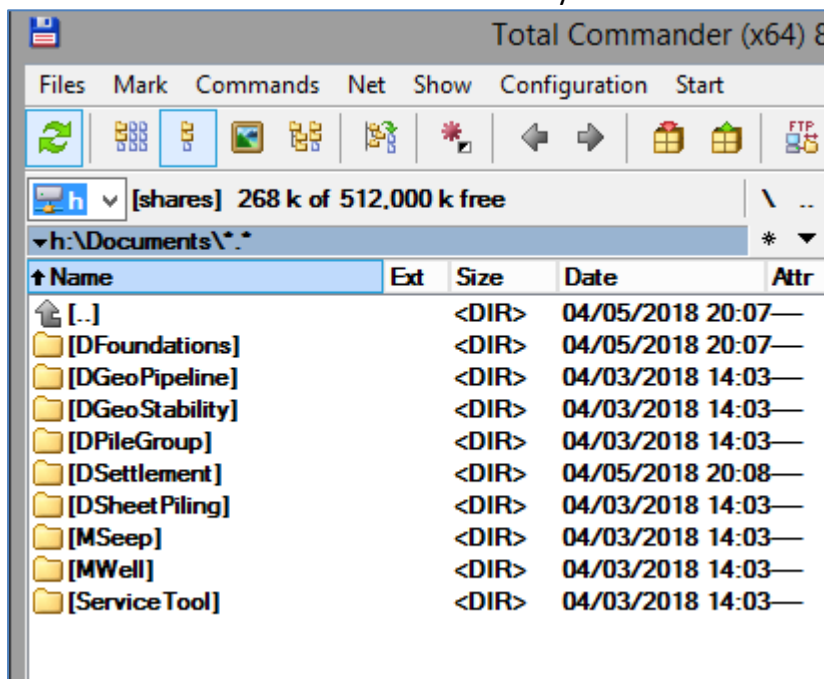 Total Commander (x64) 8
Files Mark Commands Net Show Configuration Start
FTP
h [shares] 268 k of 512,000 k free \ ..
h:\Documents\*.* * 
Name Ext Size Date Attr
[..] <DIR> 04/05/2018 20:07—
[DFoundations] <DIR> 04/05/2018 20:07—
[DGeoPipeline] <DIR> 04/03/2018 14:03—
[DGeoStability] <DIR> 04/03/2018 14:03—
[DPileGroup] <DIR> 04/03/2018 14:03—
[DSettlement] <DIR> 04/05/2018 20:08—
[DSheetPiling] <DIR> 04/03/2018 14:03—
[MSeep] <DIR> 04/03/2018 14:03—
[MWell] <DIR> 04/03/2018 14:03—
[ServiceTool] <DIR> 04/03/2018 14:03—